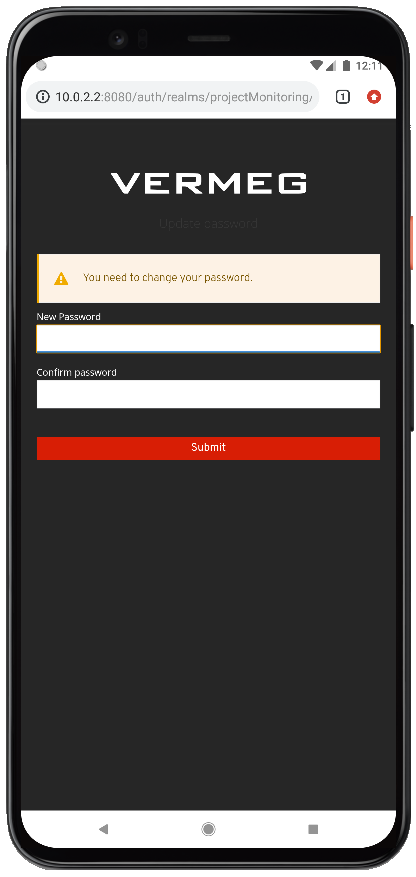 12:11
10.0.2.2:8080/auth/realms/projectMonitoring/
1
VERMEG
Update password
You need to change your password.
New Password
Confirm password
Submit